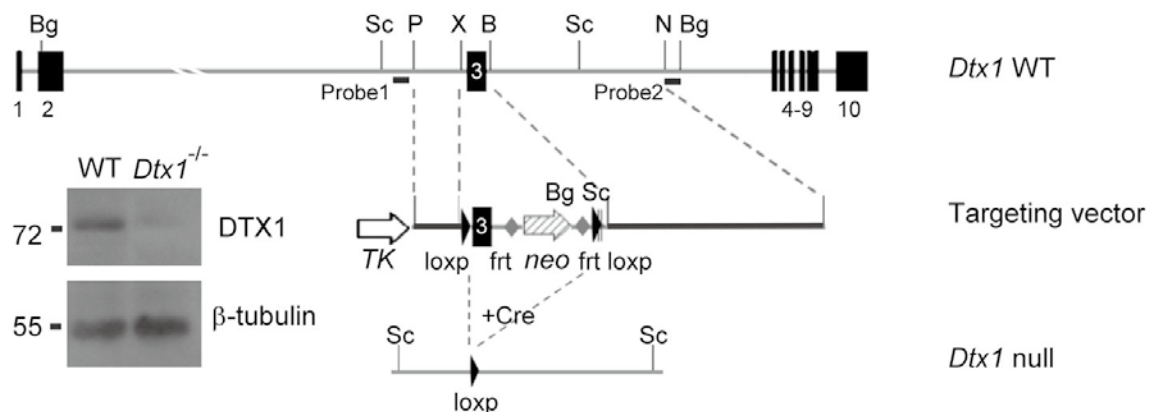 Bg Sc P X B Sc N Bg
3
Dtx1 WT
Probe1 Probe2
1 2 4-9 10
WT Dtx1-/-
72 DTX1
Bg Sc
3
Targeting vector
TK loxp frt neo frt loxp
55 β-tubulin
+Cre
Sc Sc
Dtx1 null
loxp